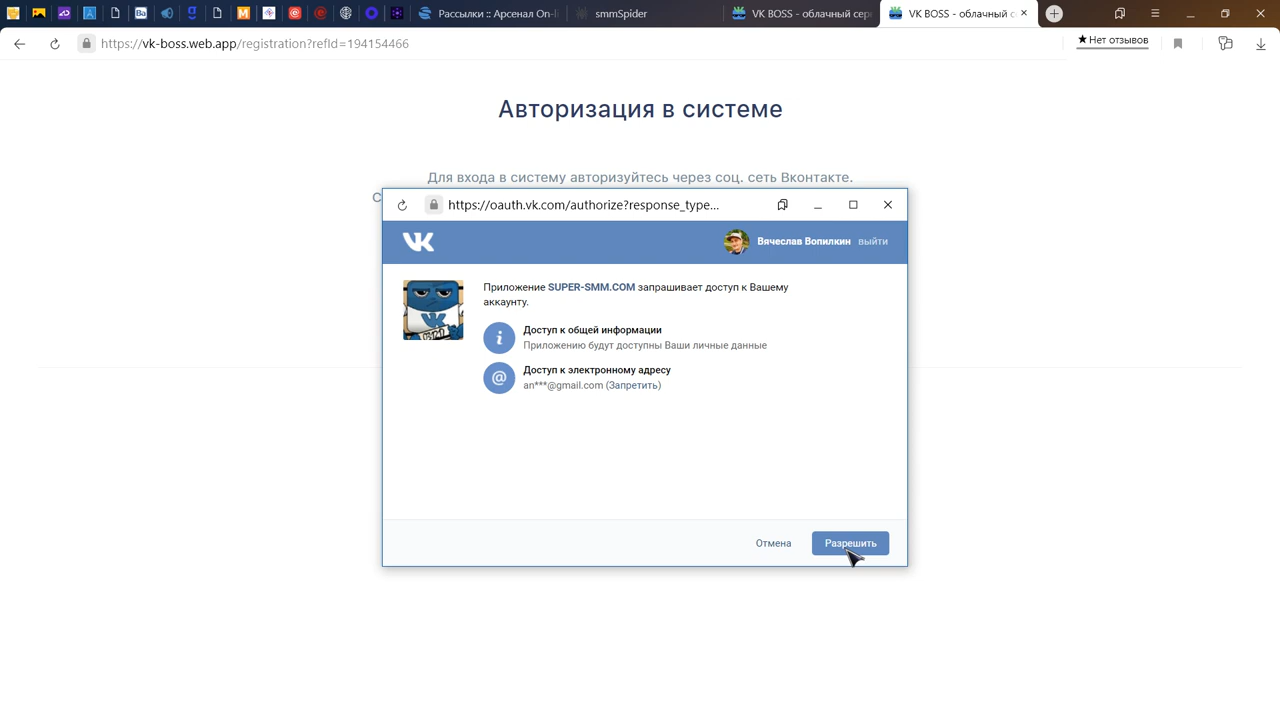 Рассылки :: Арсенал On-li
smmSpider
VK BOSS - облачный сер
VK BOSS - облачный с
https://vk-boss.web.app/registration?refId=194154466
★Нет отзывов
Авторизация в системе
Для входа в систему авторизуйтесь через соц. сеть Вконтакте.
С
https://oauth.vk.com/authorize?response_type...
Вячеслав Вопилкин выйти
Приложение SUPER-SMM.COM запрашивает доступ к Вашему
аккаунту.
Доступ к общей информации
Приложению будут доступны Ваши личные данные
Доступ к электронному адресу
an***@gmail.com (Запретить)
Отмена
Разрешить